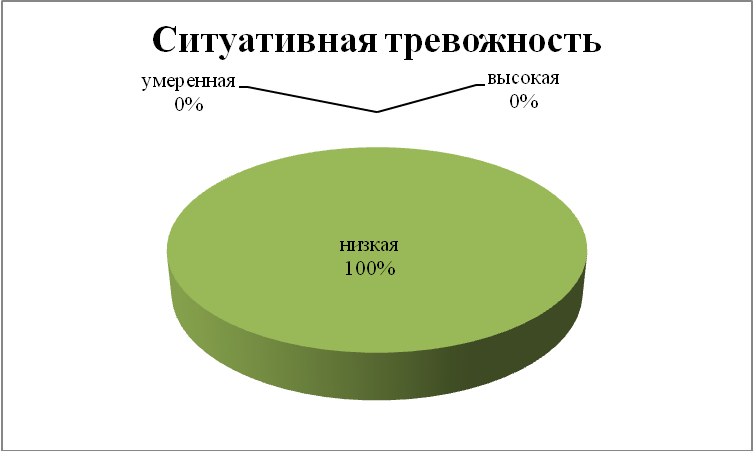 Ситуативная тревожность
умеренная
0%
высокая
0%
низкая
100%